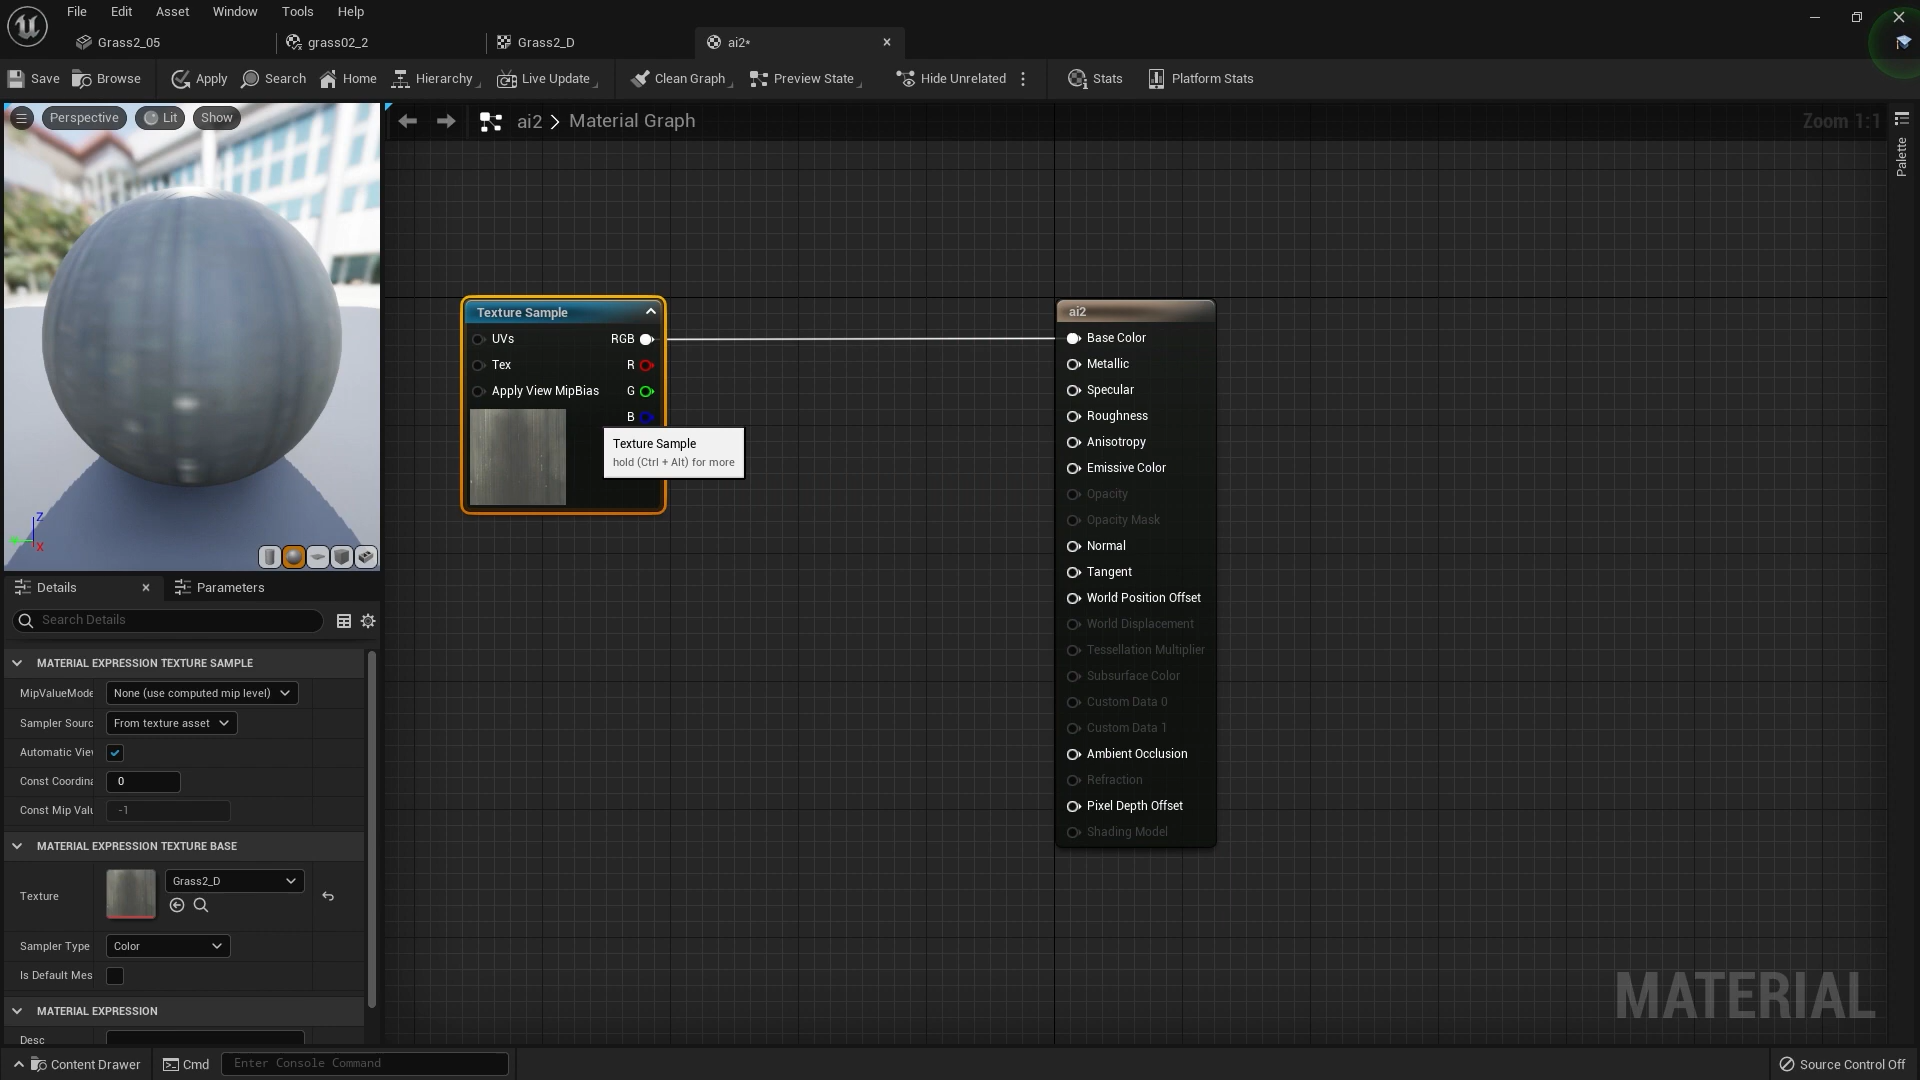 File Edit Asset Window Tools Help
Grass2_05 grass02_2 Grass2_D ai2*
Save Browse Apply Search Home Hierarchy Live Update Clean Graph Preview State Hide Unrelated Stats Platform Stats
Perspective Lit Show
ai2 > Material Graph
Zoom 1:1
Palette
Texture Sample
UVs RGB
Tex R
Apply View MipBias G
B
Texture Sample
hold (Ctrl + Alt) for more
ai2
Base Color
Metallic
Specular
Roughness
Anisotropy
Emissive Color
Opacity
Opacity Mask
Normal
Tangent
World Position Offset
World Displacement
Tessellation Multiplier
Subsurface Color
Custom Data 0
Custom Data 1
Ambient Occlusion
Refraction
Pixel Depth Offset
Shading Model
Z
X
Details Parameters
Search Details
MATERIAL EXPRESSION TEXTURE SAMPLE
MipValueMode None (use computed mip level)
Sampler Sourc From texture asset
Automatic Viev
Const Coordina 0
Const Mip Valu -1
MATERIAL EXPRESSION TEXTURE BASE
Texture Grass2_D
Sampler Type Color
Is Default Mes
MATERIAL EXPRESSION
Desc
MATERIAL
Content Drawer Cmd Enter Console Command Source Control Off